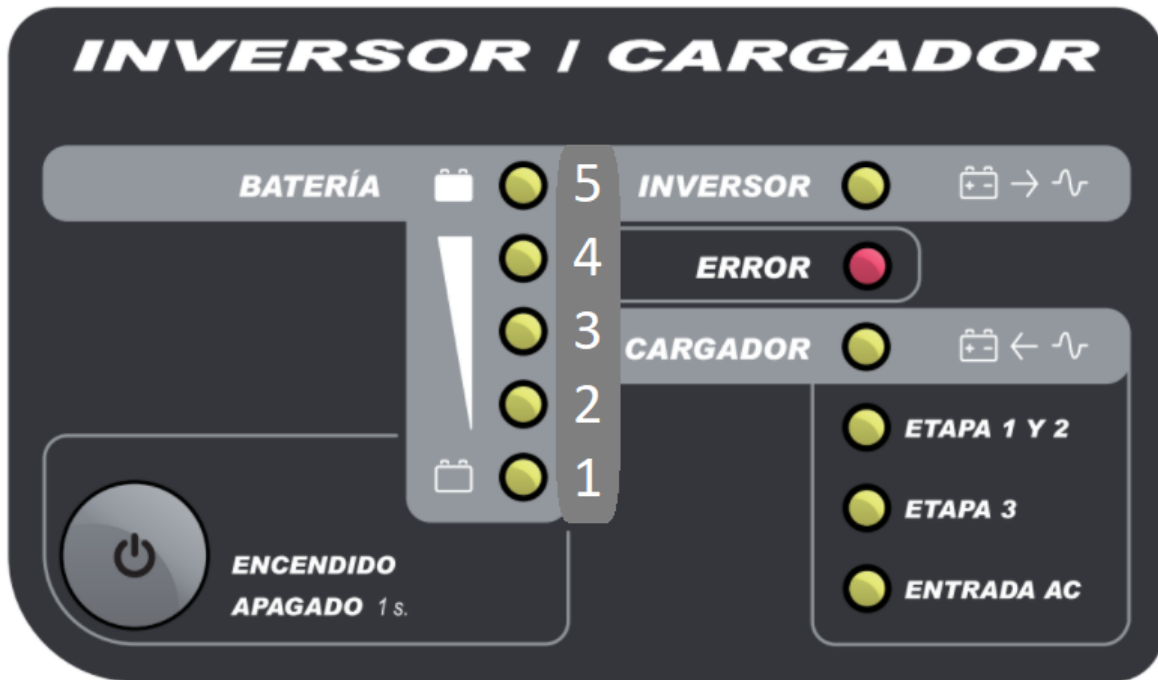 INVERSOR / CARGADOR
BATERÍA 5 INVERSOR
4 ERROR
3 CARGADOR
2 ETAPA 1 Y 2
1 ETAPA 3
ENCENDIDO
APAGADO 1 s.
ENTRADA AC